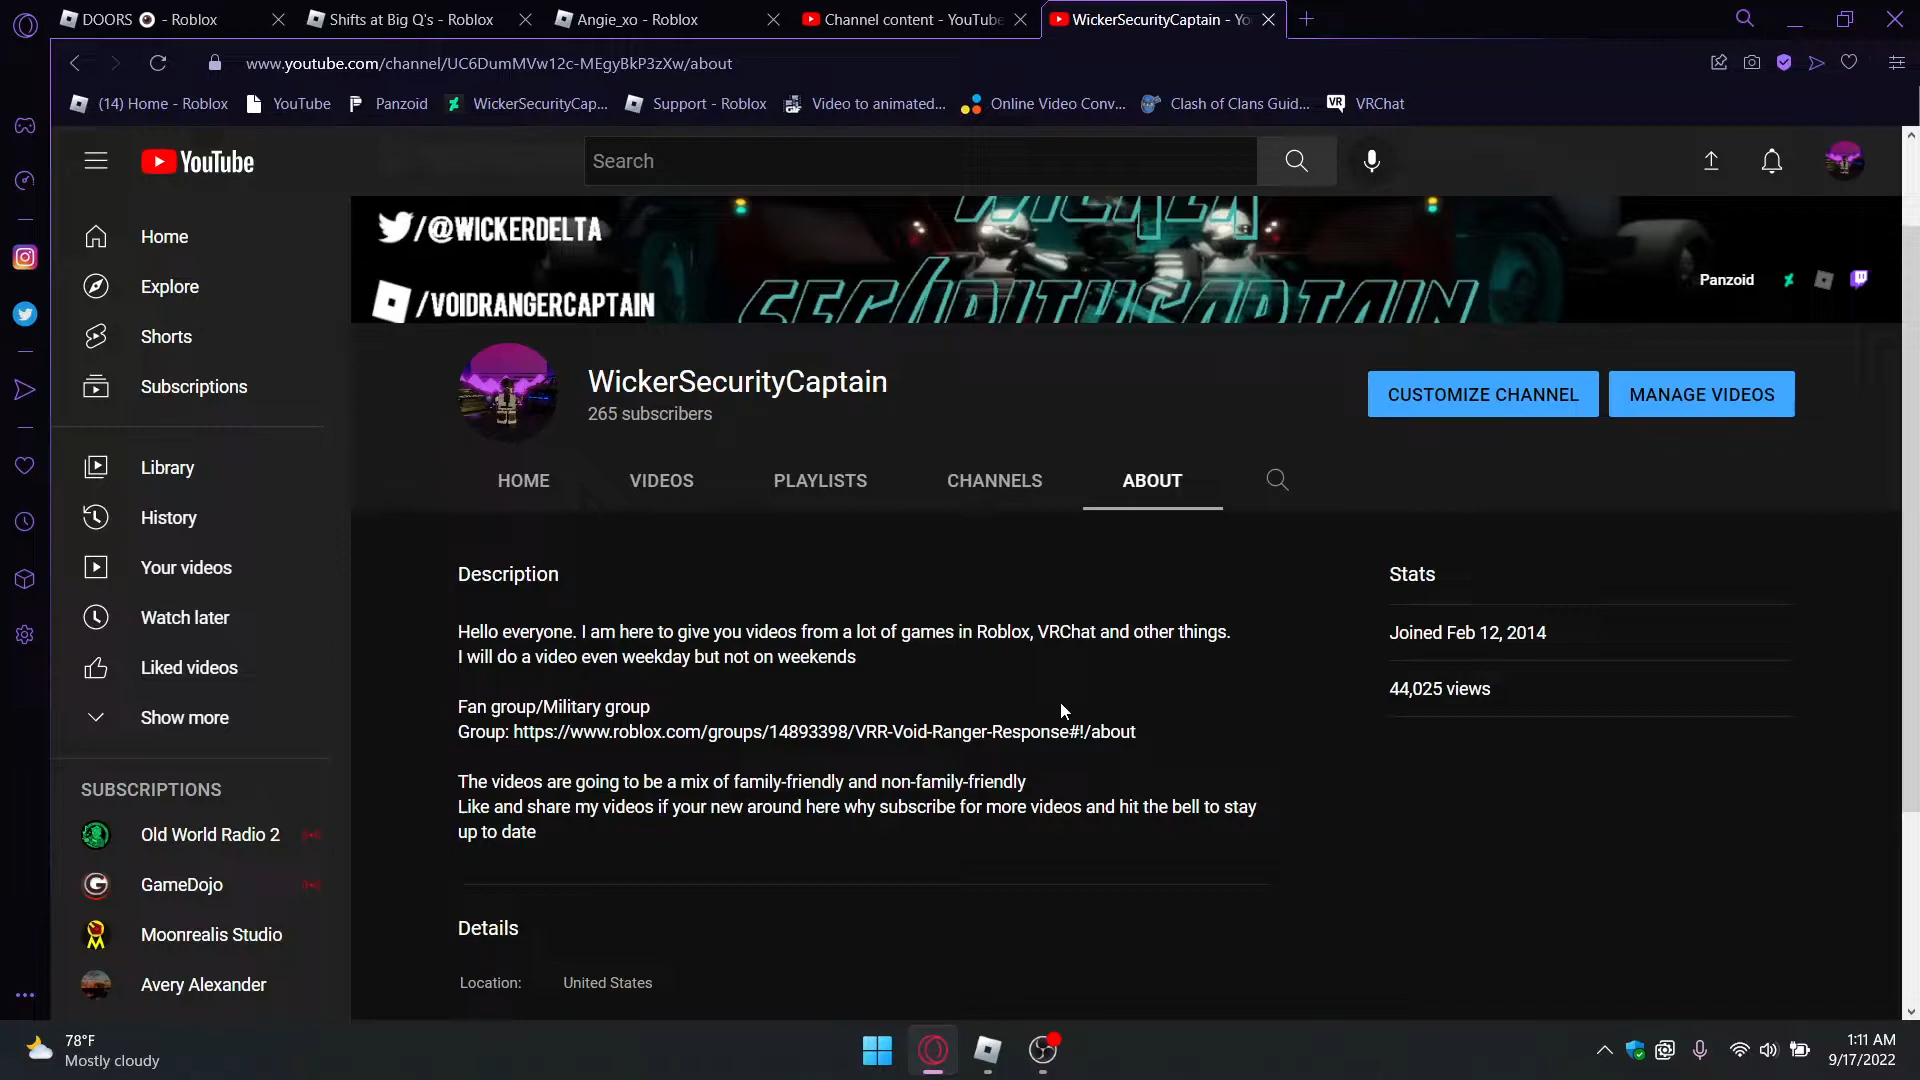 DOORS - Roblox
Shifts at Big Q's - Roblox
Angie_xo - Roblox
Channel content - YouTube
WickerSecurityCaptain - Yo
www.youtube.com/channel/UC6DumMVw12c-MEgyBkP3zXw/about
(14) Home - Roblox
YouTube
Panzoid
WickerSecurityCap...
Support - Roblox
Video to animated...
Online Video Conv...
Clash of Clans Guid...
VR
VRChat
YouTube
Search
Home
Explore
Shorts
Subscriptions
Library
History
Your videos
Watch later
Liked videos
Show more
SUBSCRIPTIONS
Old World Radio 2
GameDojo
Moonrealis Studio
Avery Alexander
/@WICKERDELTA
/VOIDRANGERCAPTAIN
WICKER
SECURITYCAPTAIN
Panzoid
WickerSecurityCaptain
265 subscribers
CUSTOMIZE CHANNEL
MANAGE VIDEOS
HOME
VIDEOS
PLAYLISTS
CHANNELS
ABOUT
Description
Hello everyone. I am here to give you videos from a lot of games in Roblox, VRChat and other things.
I will do a video even weekday but not on weekends
Fan group/Military group
Group: https://www.roblox.com/groups/14893398/VRR-Void-Ranger-Response#!/about
The videos are going to be a mix of family-friendly and non-family-friendly
Like and share my videos if your new around here why subscribe for more videos and hit the bell to stay
up to date
Details
Location:
United States
Stats
Joined Feb 12, 2014
44,025 views
78°F
Mostly cloudy
1:11 AM
9/17/2022